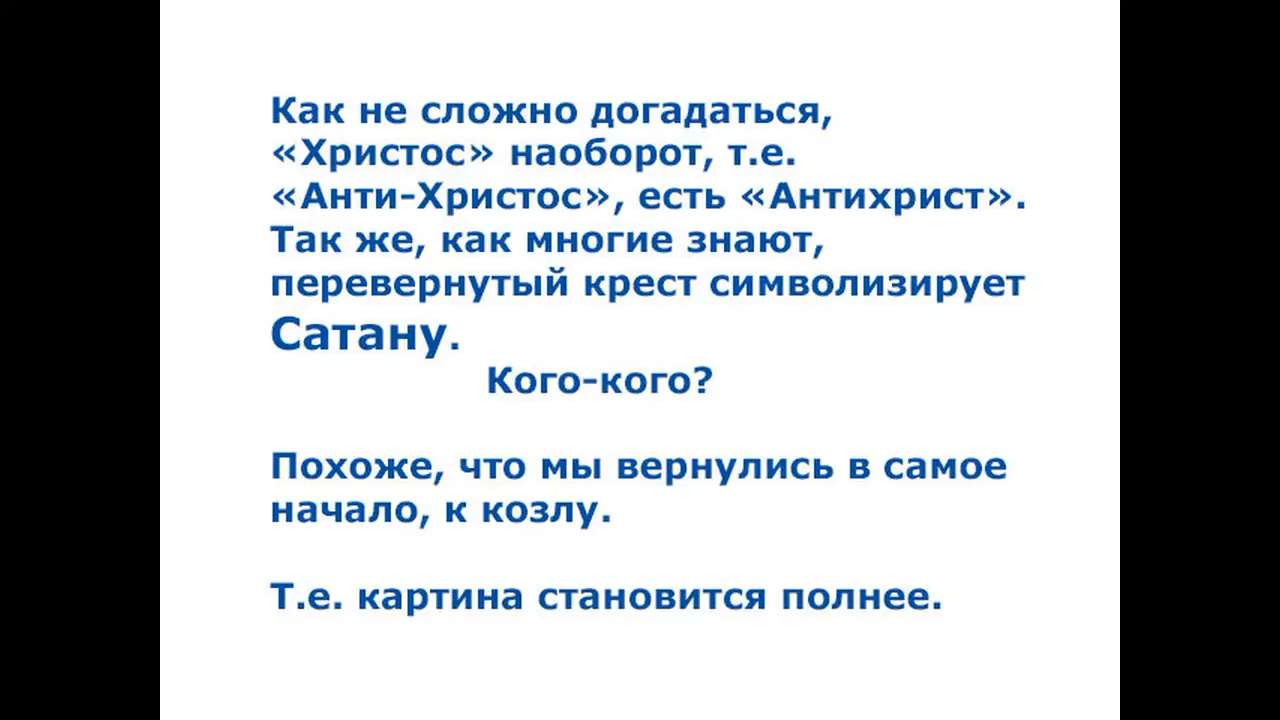 Как не сложно догадаться,
«Христос» наоборот, т.е.
«Анти-Христос», есть «Антихрист».
Так же, как многие знают,
перевернутый крест символизирует
Сатану.
Кого-кого?
Похоже, что мы вернулись в самое
начало, к козлу.
Т.е. картина становится полнее.